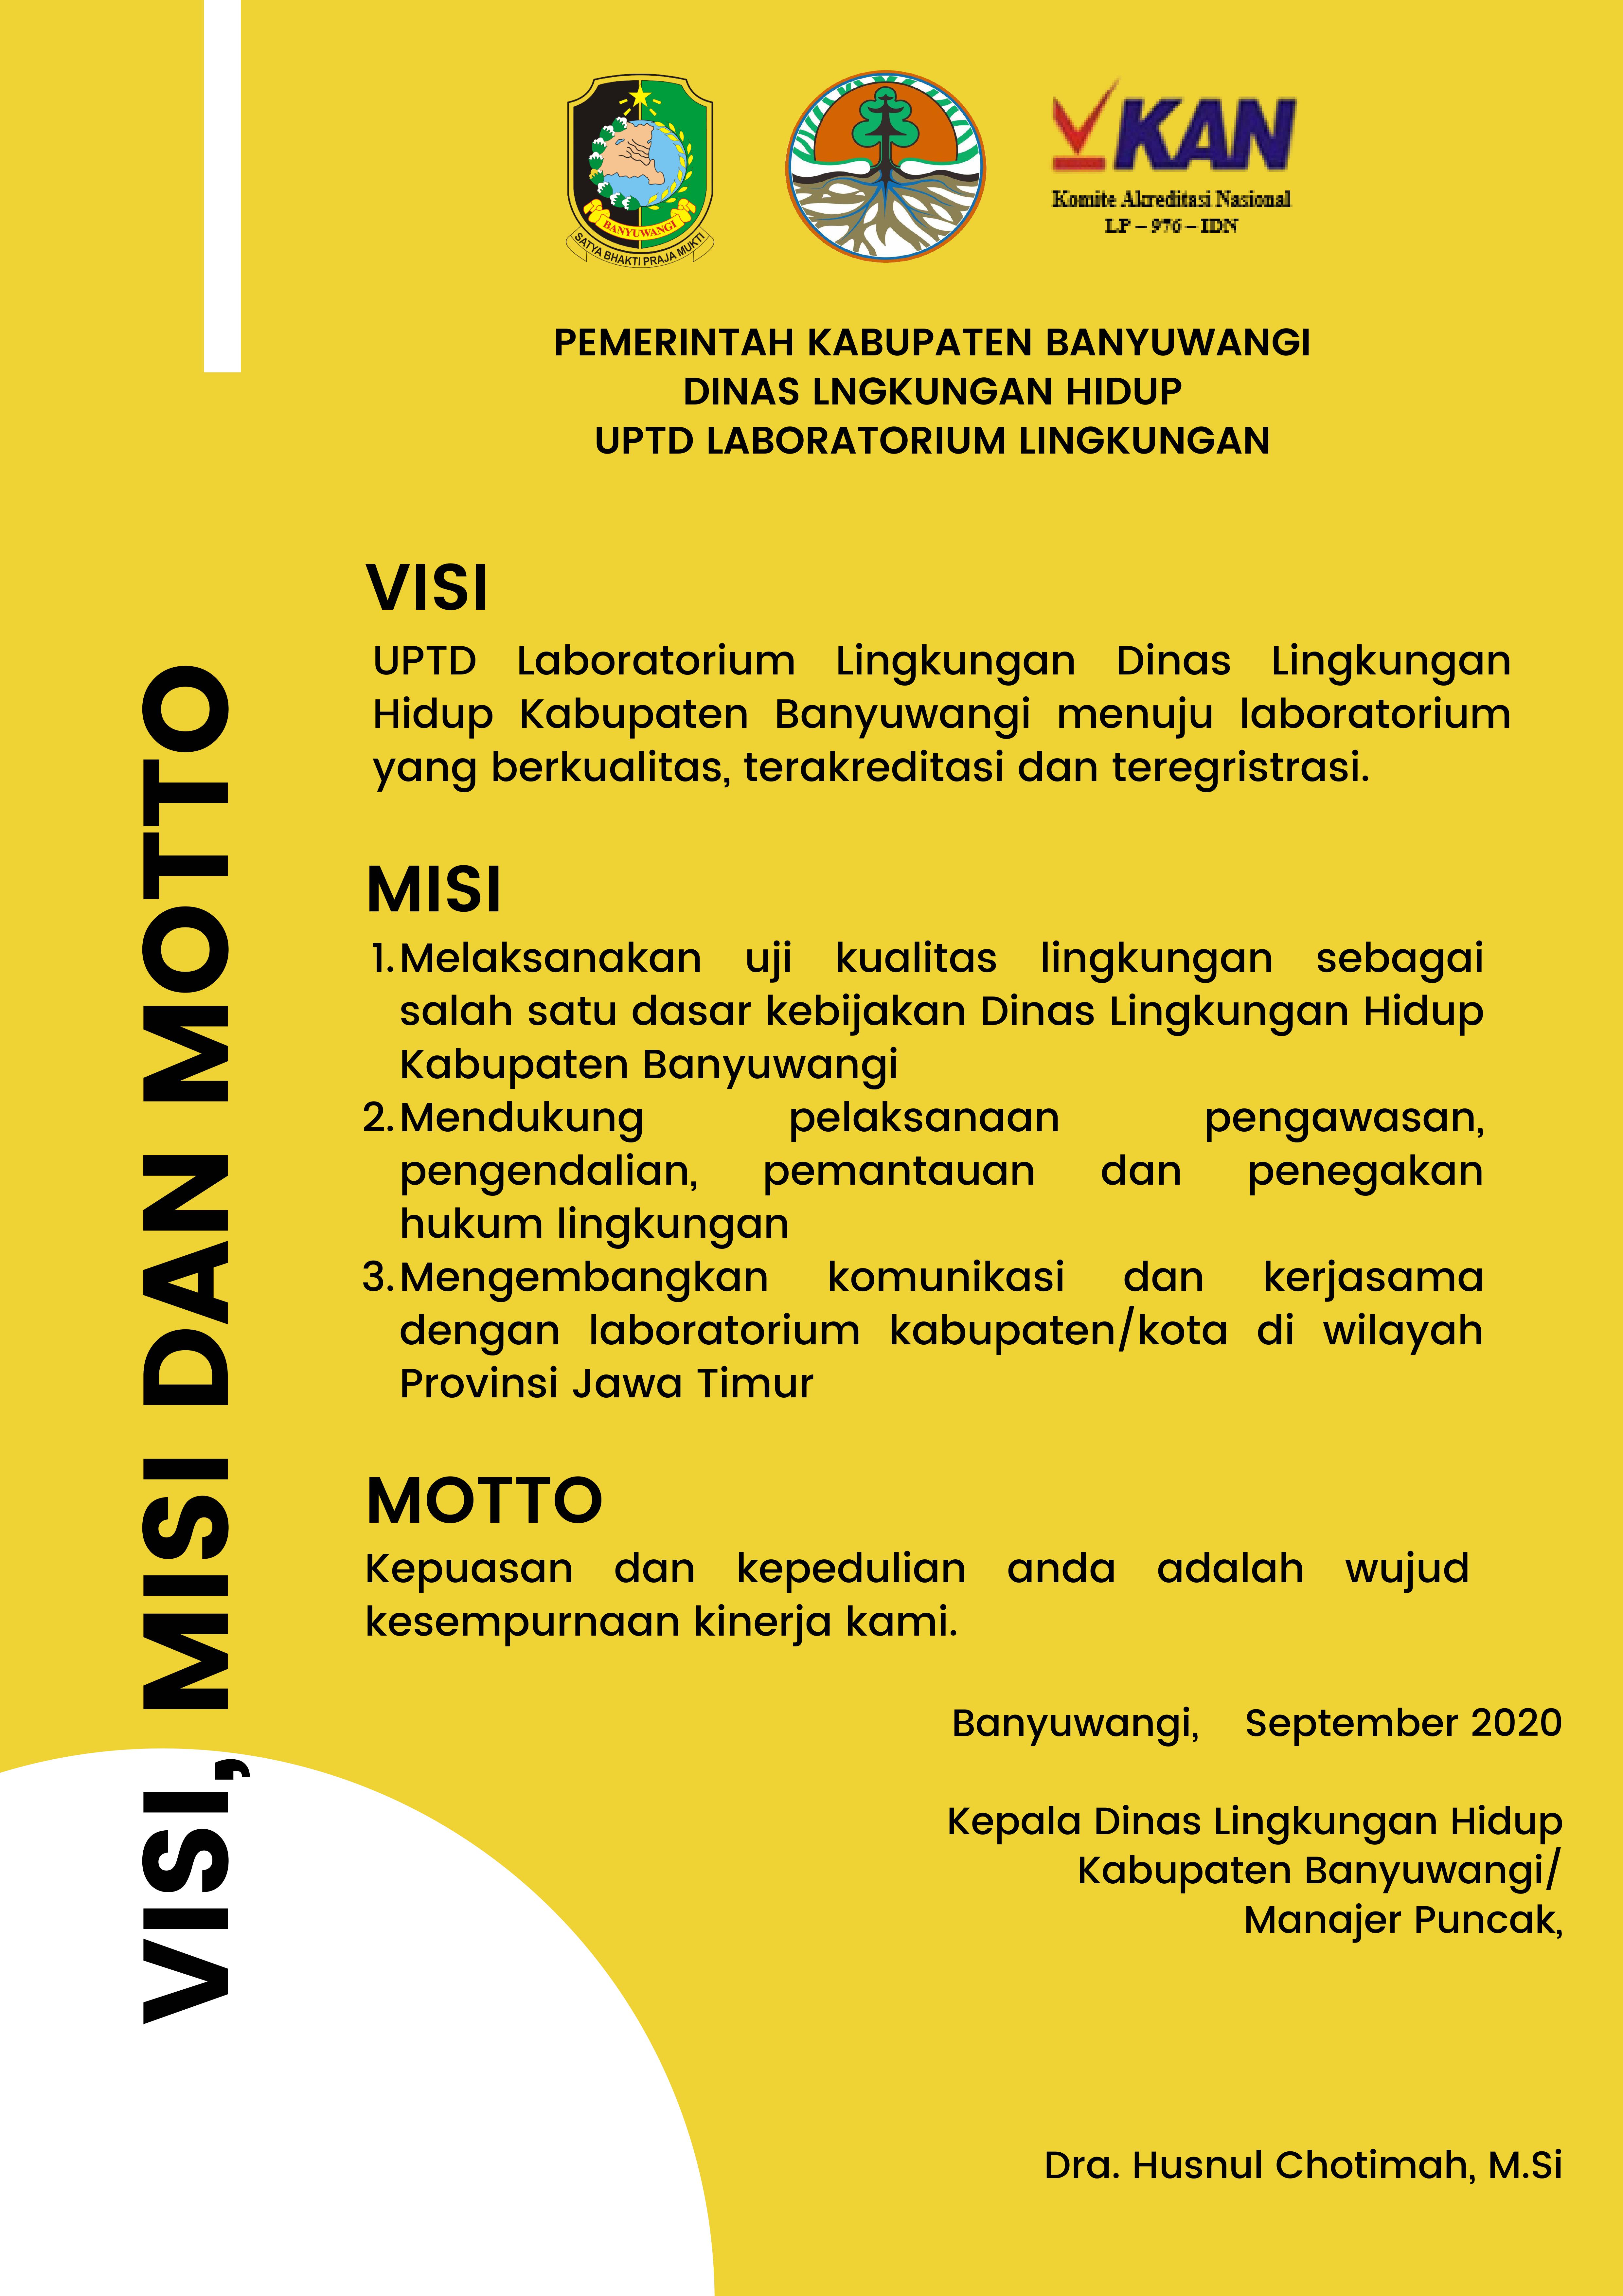 BANYUWANGI
SATYA BHAKTI PRAJA MUKTI
KAN
Komite Akreditasi Nasional
LP – 976 – IDN
PEMERINTAH KABUPATEN BANYUWANGI
DINAS LNGKUNGAN HIDUP
UPTD LABORATORIUM LINGKUNGAN
VISI, MISI DAN MOTTO
VISI
UPTD Laboratorium Lingkungan Dinas Lingkungan
Hidup Kabupaten Banyuwangi menuju laboratorium
yang berkualitas, terakreditasi dan teregristrasi.
MISI
1. Melaksanakan uji kualitas lingkungan sebagai
salah satu dasar kebijakan Dinas Lingkungan Hidup
Kabupaten Banyuwangi
2. Mendukung pelaksanaan pengawasan,
pengendalian, pemantauan dan penegakan
hukum lingkungan
3. Mengembangkan komunikasi dan kerjasama
dengan laboratorium kabupaten/kota di wilayah
Provinsi Jawa Timur
MOTTO
Kepuasan dan kepedulian anda adalah wujud
kesempurnaan kinerja kami.
Banyuwangi, September 2020
Kepala Dinas Lingkungan Hidup
Kabupaten Banyuwangi/
Manajer Puncak,
Dra. Husnul Chotimah, M.Si